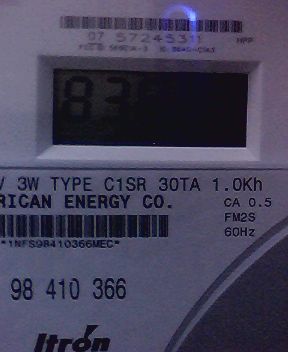 07 57245311
83
V 3W TYPE C1SR 30TA 1.0Kh
RICAN ENERGY CO.
CA 0.5
FM2S
60Hz
*1NFS98410366MEC*
98 410 366
Itron